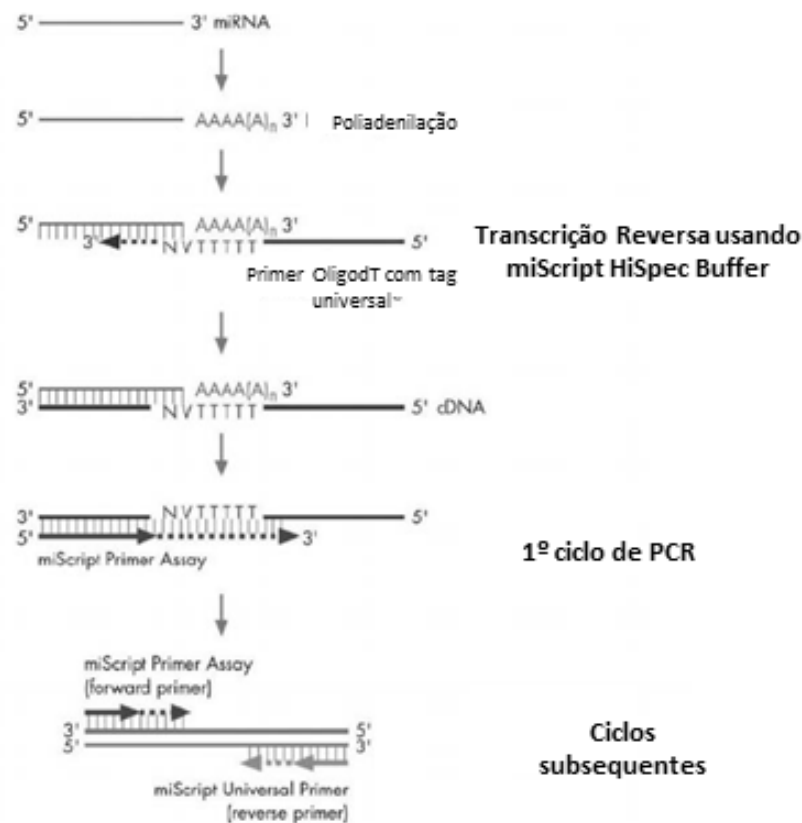 5' 3' miRNA
5' AAAA(A)n 3' Poliadenilação
5' AAAA(A)n 3'
3' NVTTTTT 5'
Transcrição Reversa usando
miScript HiSpec Buffer
Primer OligodT com tag
universal~
5' AAAA(A)n 3'
3' NVTTTTT 5' cDNA
3' NVTTTTT 5'
5' 3'
miScript Primer Assay
1º ciclo de PCR
miScript Primer Assay
(forward primer)
3' 5'
5' 3'
Ciclos
subsequentes
miScript Universal Primer
(reverse primer)